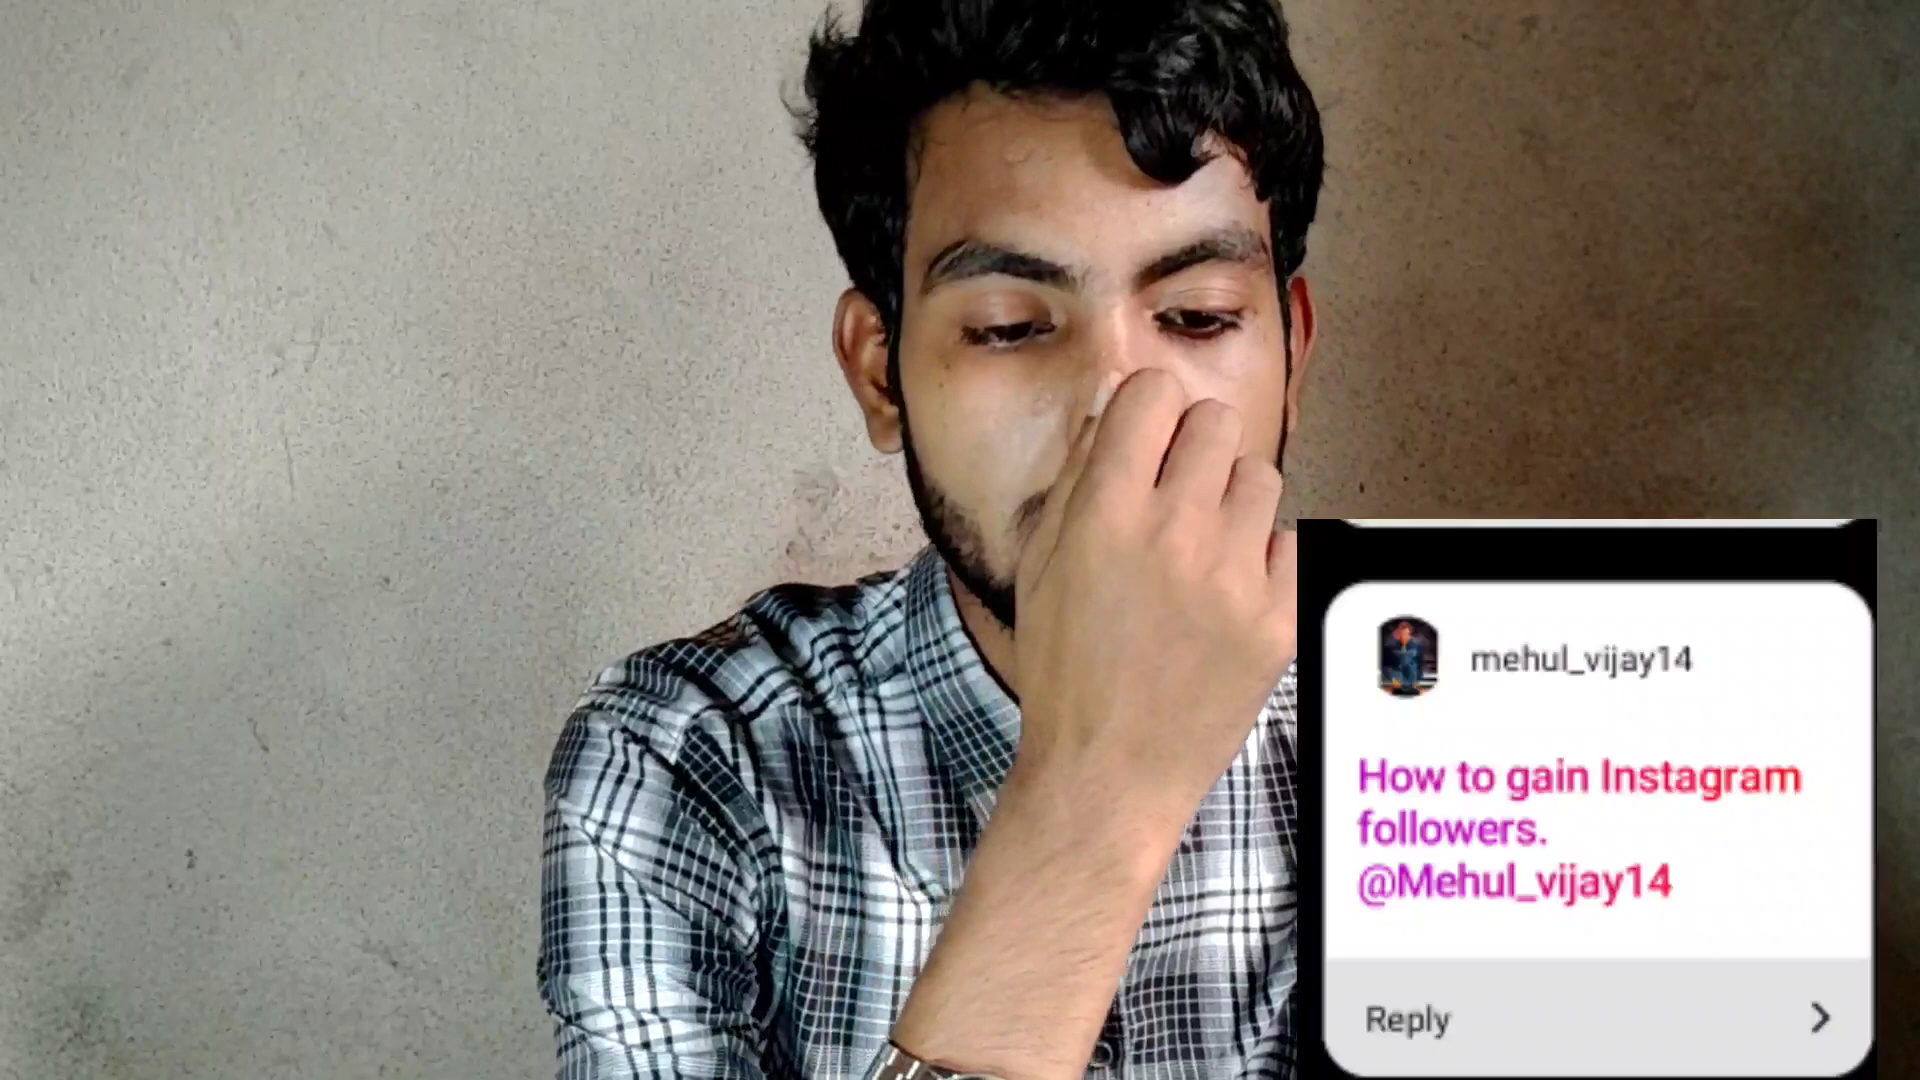 mehul_vijay14
How to gain Instagram
followers.
@Mehul_vijay14
Reply